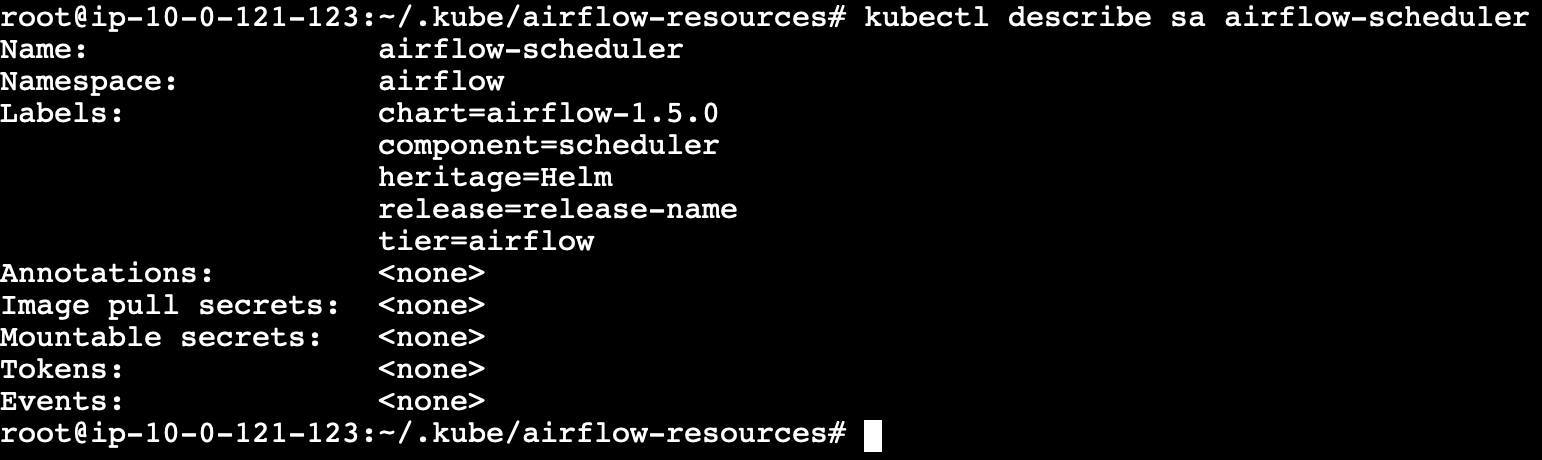 root@ip-10-0-121-123:~/.kube/airflow-resources# kubectl describe sa airflow-scheduler
Name:                airflow-scheduler
Namespace:           airflow
Labels:              chart=airflow-1.5.0
                     component=scheduler
                     heritage=Helm
                     release=release-name
                     tier=airflow
Annotations:         <none>
Image pull secrets:  <none>
Mountable secrets:   <none>
Tokens:              <none>
Events:              <none>
root@ip-10-0-121-123:~/.kube/airflow-resources#